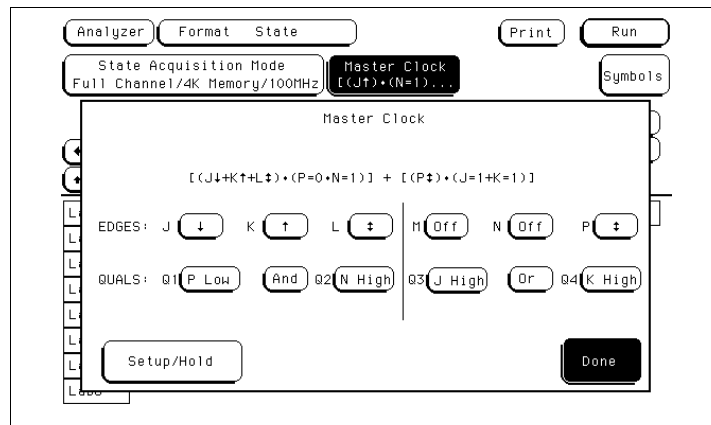 Analyzer Format State Print Run
State Acquisition Mode
Full Channel/4K Memory/100MHz
Master Clock
[(J↑)•(N=1)...
Symbols
Master Clock
[(J↓+K↑+L↕)•(P=0•N=1)] + [(P↕)•(J=1+K=1)]
EDGES: J ↓ K ↑ L ↕ M Off N Off P ↕
QUALS: Q1 P Low And Q2 N High Q3 J High Or Q4 K High
Setup/Hold Done